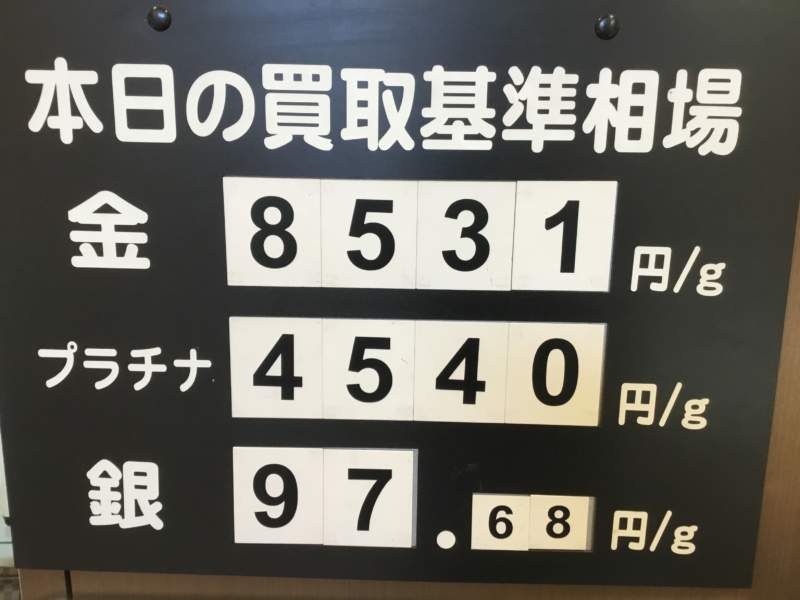 本日の買取基準相場
金 8531 円/g
プラチナ 4540 円/g
銀 97.68 円/g